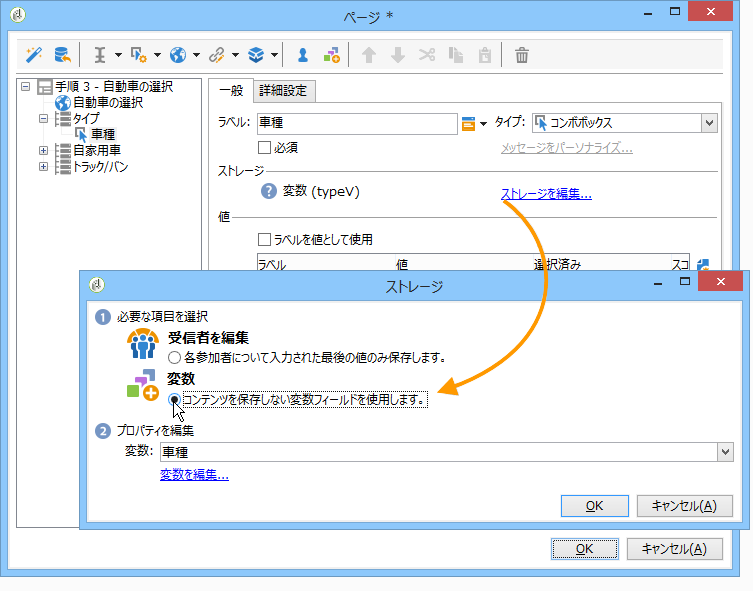 ページ *
手順 3 - 自動車の選択
自動車の選択
タイプ
車種
自家用車
トラック/バン
一般 詳細設定
ラベル: 車種 タイプ: コンボボックス
必須 メッセージをパーソナライズ...
ストレージ
変数 (typeV) ストレージを編集...
値
ラベルを値として使用
ラベル 値 選択済み スコ
ストレージ
1 必要な項目を選択
受信者を編集
各参加者について入力された最後の値のみ保存します。
変数
コンテンツを保存しない変数フィールドを使用します。
2 プロパティを編集
変数: 車種
変数を編集...
OK キャンセル(A)
OK キャンセル(A)